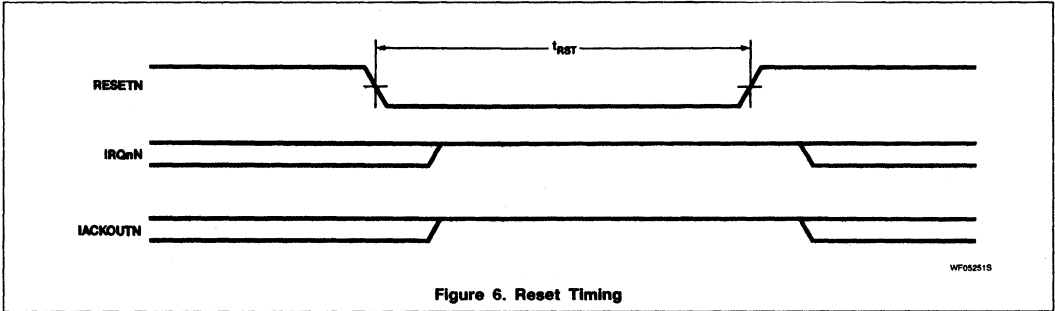 tRST
RESETN
IRQnN
IACKOUTN
WF05251S
Figure 6. Reset Timing